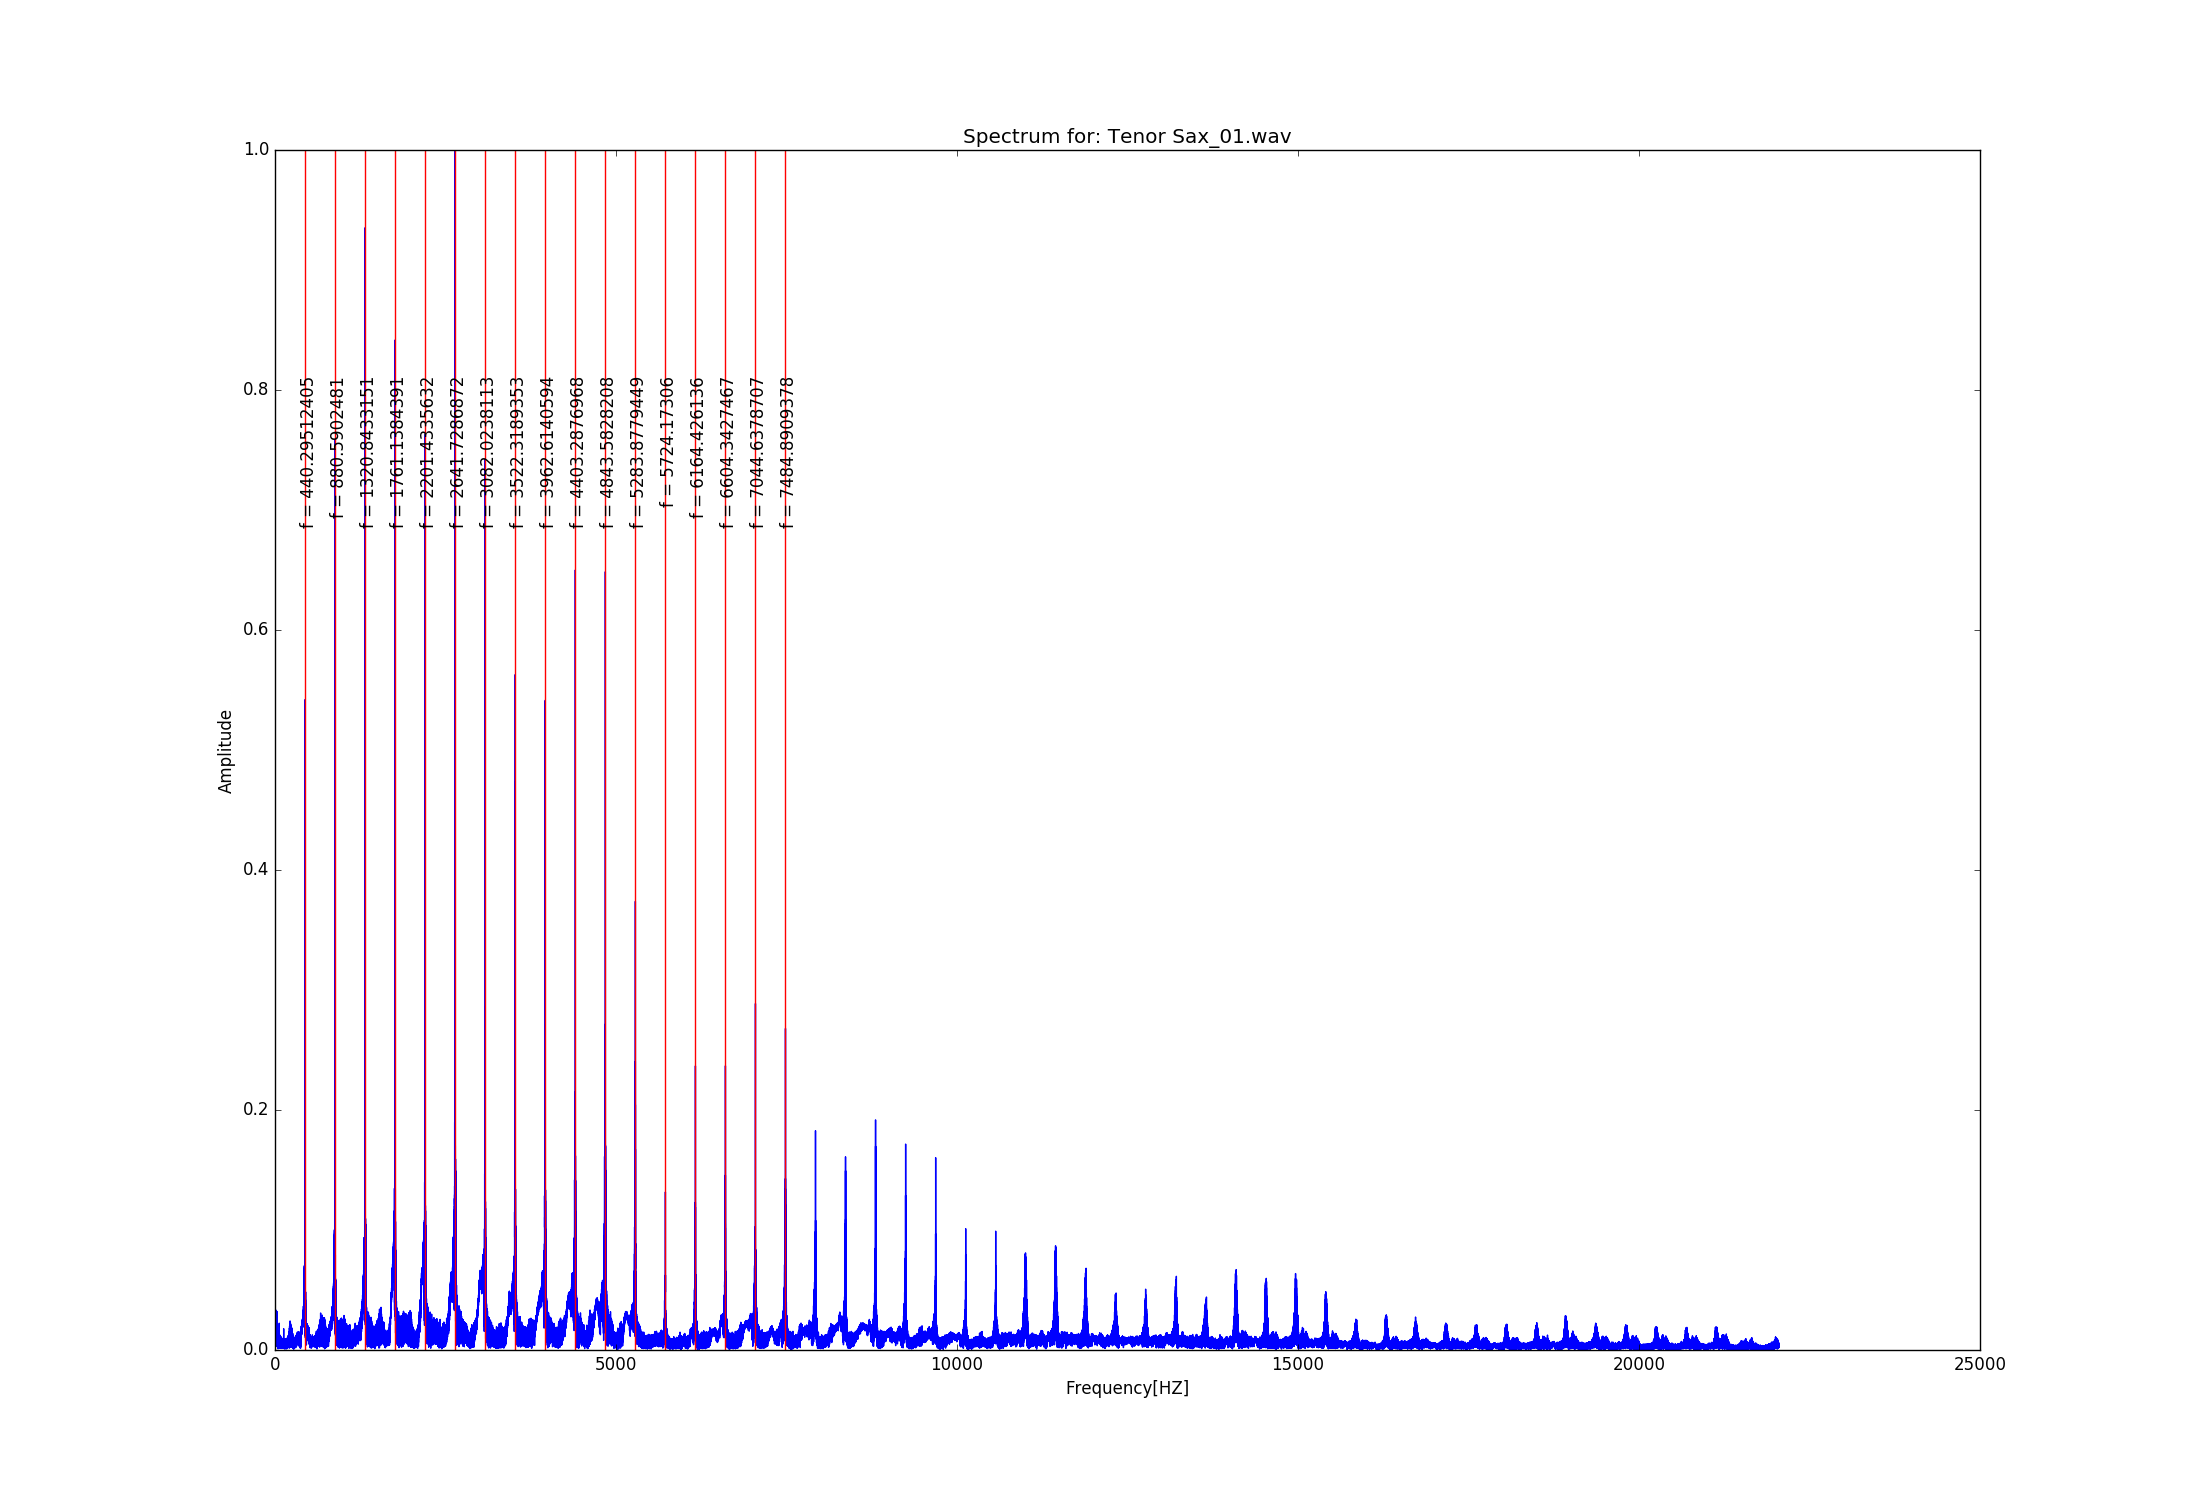 Spectrum for: Tenor Sax_01.wav
1.0
0.8
0.6
0.4
0.2
0.0
Amplitude
f = 440.29512405
f = 880.5902481
f = 1320.8433151
f = 1761.1384391
f = 2201.4335632
f = 2641.7286872
f = 3082.0238113
f = 3522.3189353
f = 3962.6140594
f = 4403.2876968
f = 4843.5828208
f = 5283.8779449
f = 5724.17306
f = 6164.426136
f = 6604.3427467
f = 7044.6378707
f = 7484.8909378
0
5000
10000
15000
20000
25000
Frequency[HZ]